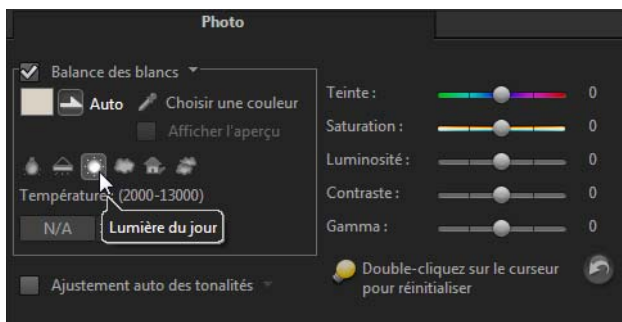 Photo
Balance des blancs
Auto
Choisir une couleur
Afficher l'aperçu
Température : (2000-13000)
N/A
Lumière du jour
Ajustement auto des tonalités
Teinte : 0
Saturation : 0
Luminosité : 0
Contraste : 0
Gamma : 0
Double-cliquez sur le curseur
pour réinitialiser